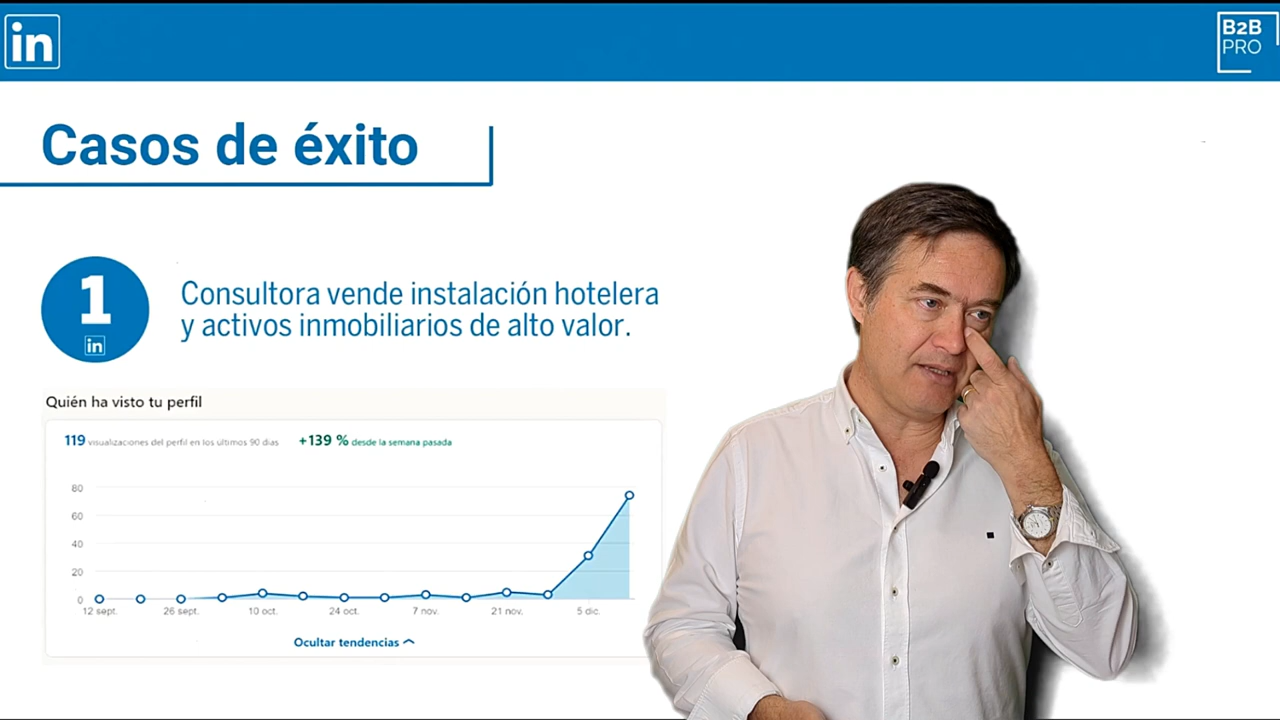 in
B2B
PRO
Casos de éxito
1
in
Consultora vende instalación hotelera
y activos inmobiliarios de alto valor.
Quién ha visto tu perfil
119 visualizaciones del perfil en los últimos 90 días +139 % desde la semana pasada
80
60
40
20
0
12 sept. 26 sept. 10 oct. 24 oct. 7 nov. 21 nov. 5 dic.
Ocultar tendencias